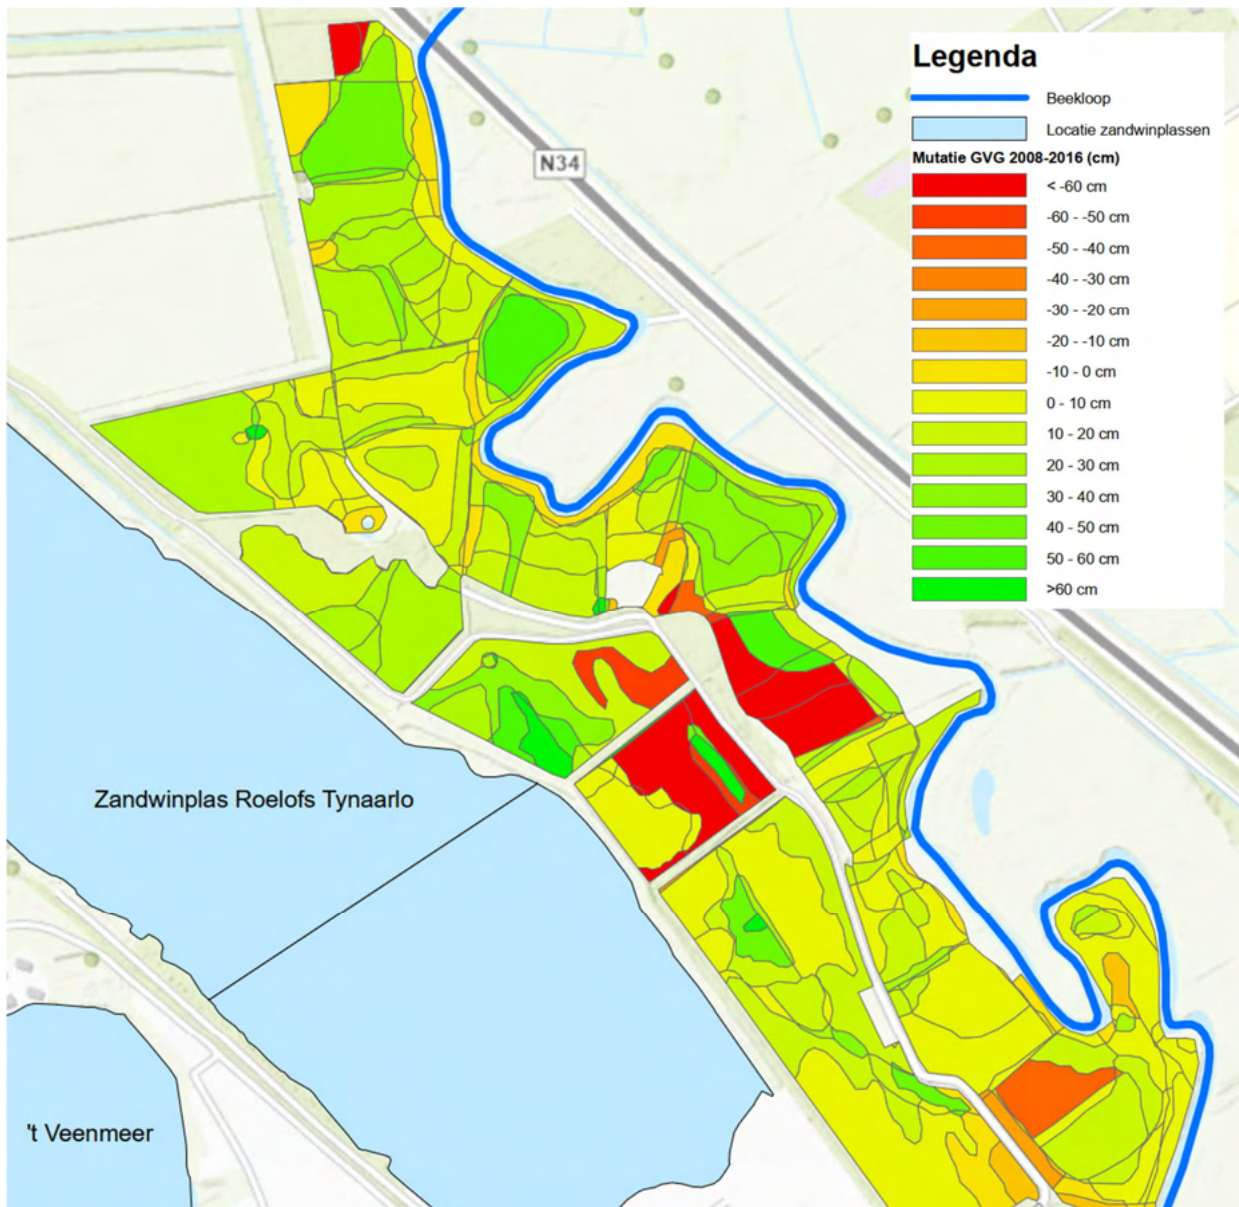 Legenda
Beekloop
Locatie zandwinplassen
Mutatie GVG 2008-2016 (cm)
< -60 cm
-60 - -50 cm
-50 - -40 cm
-40 - -30 cm
-30 - -20 cm
-20 - -10 cm
-10 - 0 cm
0 - 10 cm
10 - 20 cm
20 - 30 cm
30 - 40 cm
40 - 50 cm
50 - 60 cm
>60 cm
N34
Zandwinplas Roelofs Tynaarlo
't Veenmeer